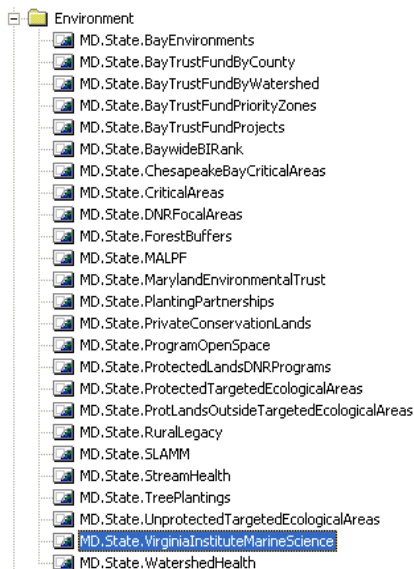 Environment
MD.State.BayEnvironments
MD.State.BayTrustFundByCounty
MD.State.BayTrustFundByWatershed
MD.State.BayTrustFundPriorityZones
MD.State.BayTrustFundProjects
MD.State.BaywideBIRank
MD.State.ChesapeakeBayCriticalAreas
MD.State.CriticalAreas
MD.State.DNRFocalAreas
MD.State.ForestBuffers
MD.State.MALPF
MD.State.MarylandEnvironmentalTrust
MD.State.PlantingPartnerships
MD.State.PrivateConservationLands
MD.State.ProgramOpenSpace
MD.State.ProtectedLandsDNRPrograms
MD.State.ProtectedTargetedEcologicalAreas
MD.State.ProtLandsOutsideTargetedEcologicalAreas
MD.State.RuralLegacy
MD.State.SLAMM
MD.State.StreamHealth
MD.State.TreePlantings
MD.State.UnprotectedTargetedEcologicalAreas
MD.State.VirginiaInstituteMarineScience
MD.State.WatershedHealth